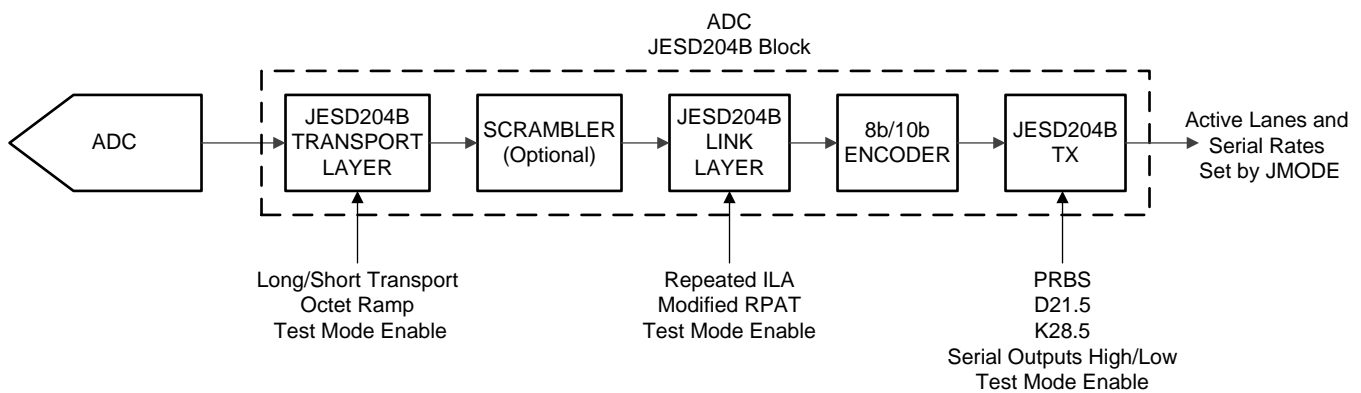 ADC
JESD204B Block
ADC
JESD204B
TRANSPORT
LAYER
SCRAMBLER
(Optional)
JESD204B
LINK
LAYER
8b/10b
ENCODER
JESD204B
TX
Active Lanes and
Serial Rates
Set by JMODE
Long/Short Transport
Octet Ramp
Test Mode Enable
Repeated ILA
Modified RPAT
Test Mode Enable
PRBS
D21.5
K28.5
Serial Outputs High/Low
Test Mode Enable